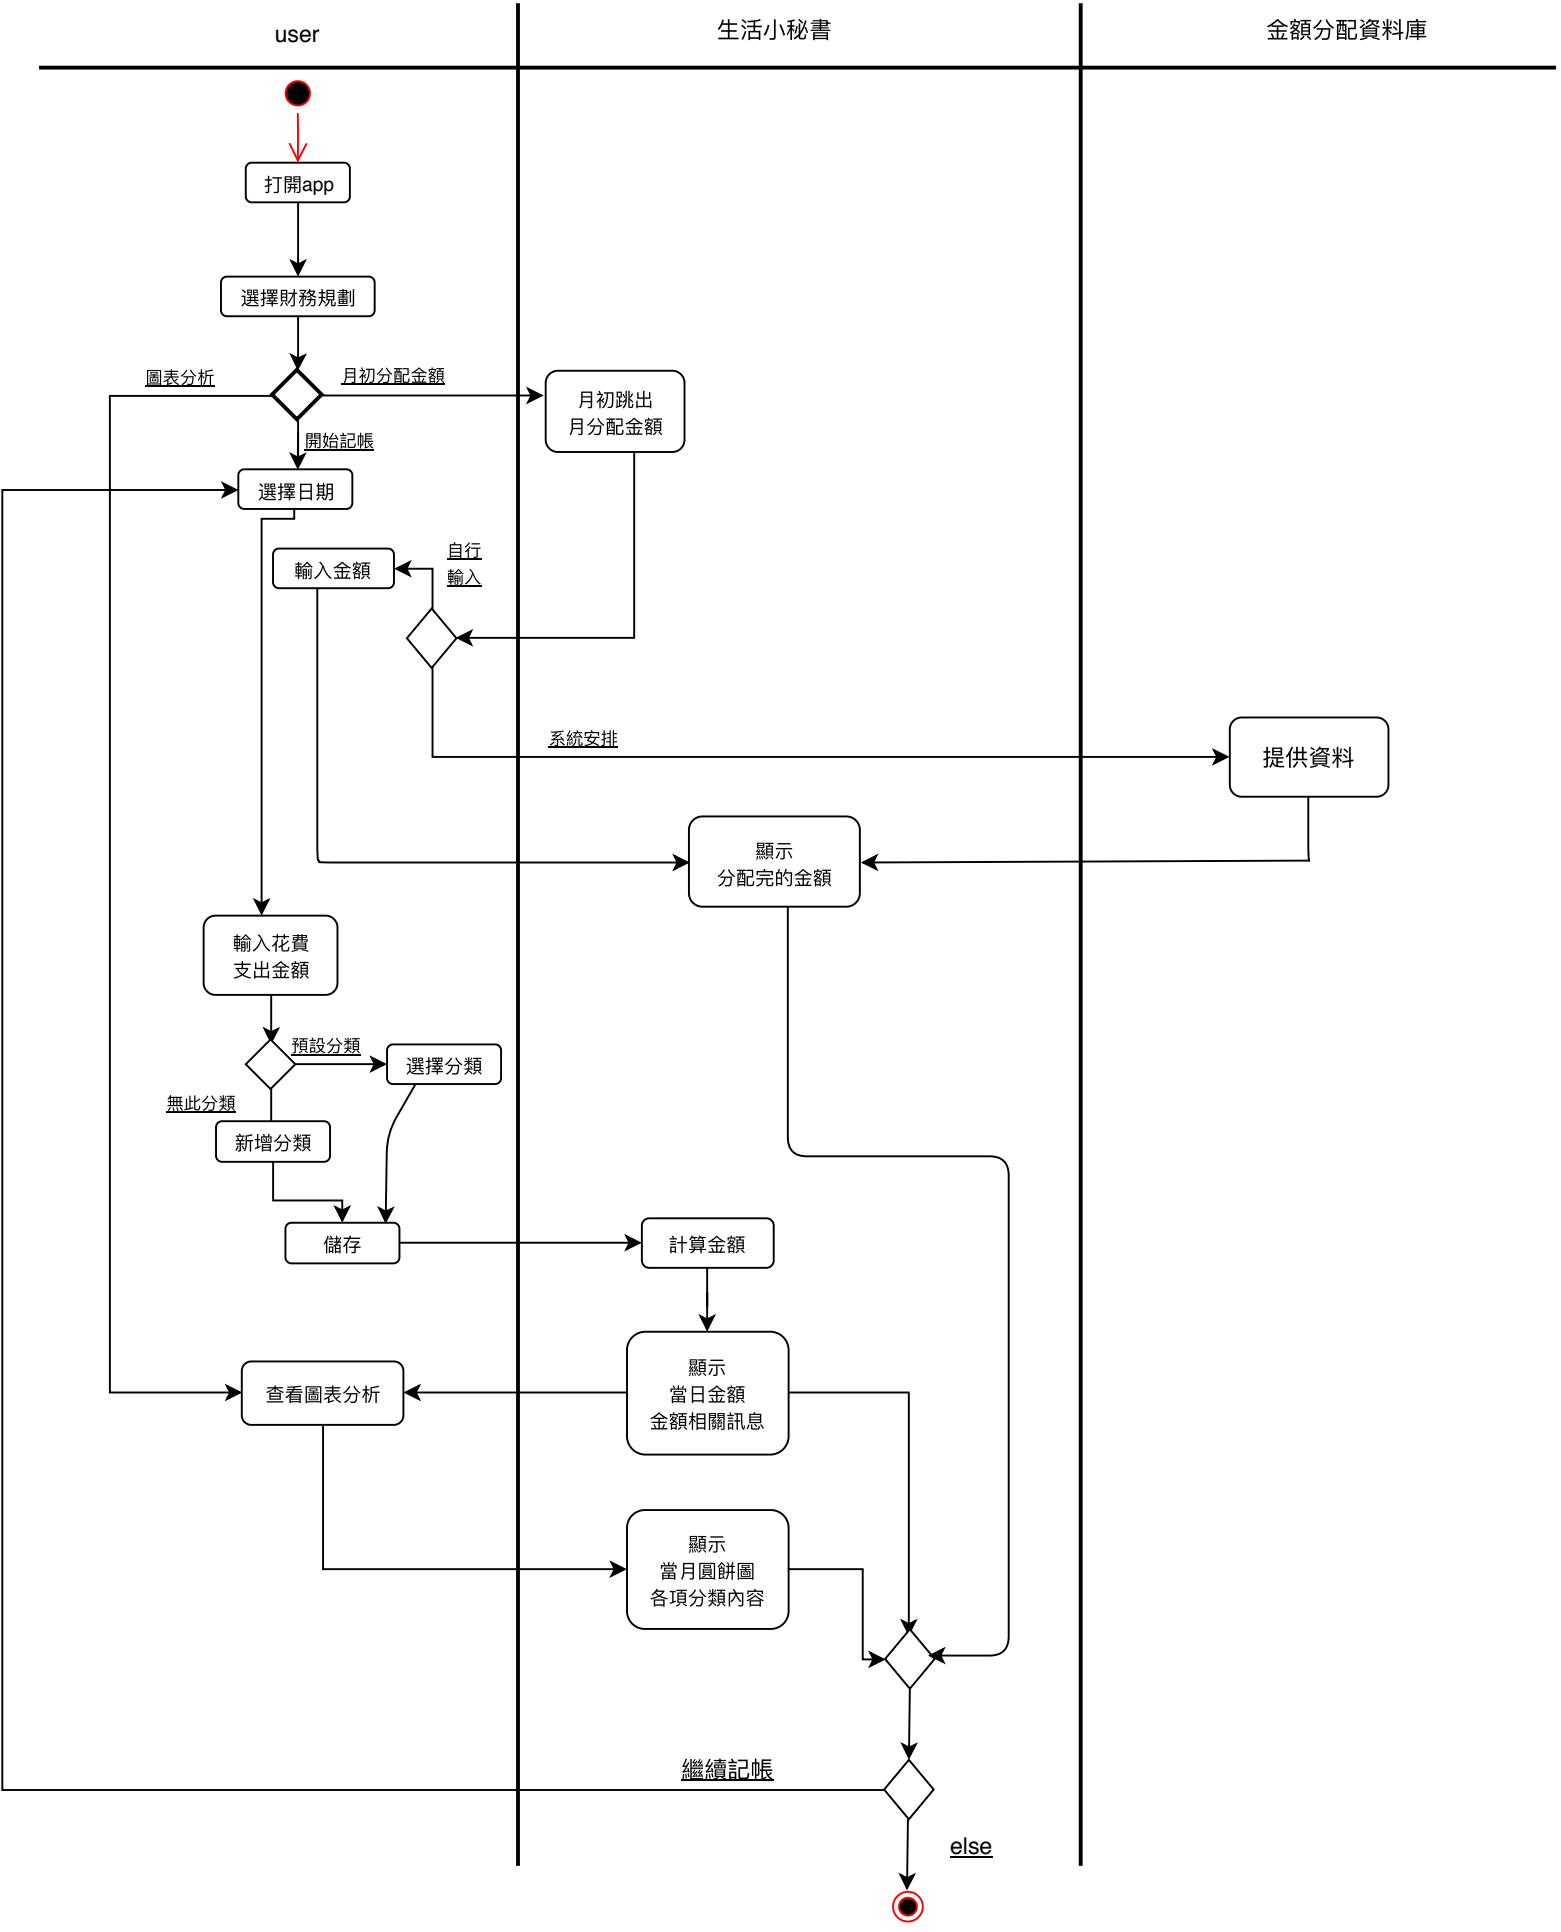 user
生活小秘書
金額分配資料庫
打開app
選擇財務規劃
圖表分析
月初分配金額
月初跳出
月分配金額
開始記帳
選擇日期
自行
輸入
輸入金額
系統安排
提供資料
顯示
分配完的金額
輸入花費
支出金額
預設分類
選擇分類
無此分類
新增分類
儲存
計算金額
顯示
當日金額
金額相關訊息
查看圖表分析
顯示
當月圓餅圖
各項分類內容
繼續記帳
else